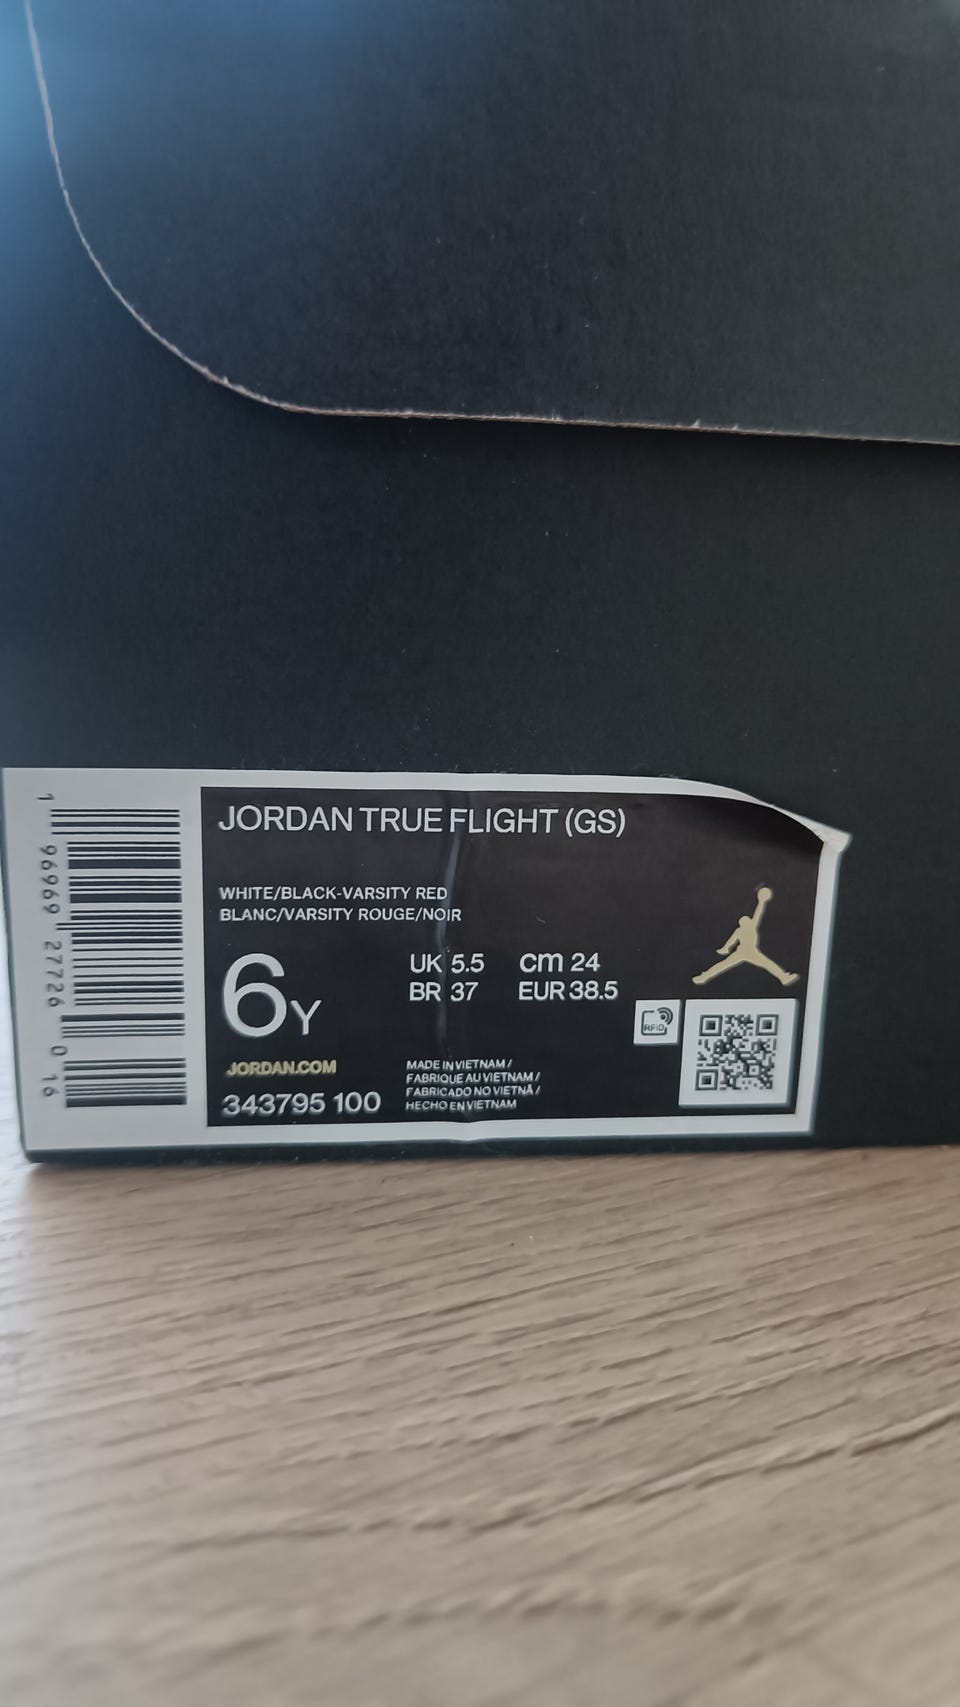 JORDAN TRUE FLIGHT (GS)
WHITE/BLACK-VARSITY RED
BLANC/VARSITY ROUGE/NOIR
6Y
UK 5.5 cm 24
BR 37 EUR 38.5
RFID
JORDAN.COM
343795 100
MADE IN VIETNAM /
FABRIQUE AU VIETNAM /
FABRICADO NO VIETNÃ /
HECHO EN VIETNAM
1 96969 27726 0 16